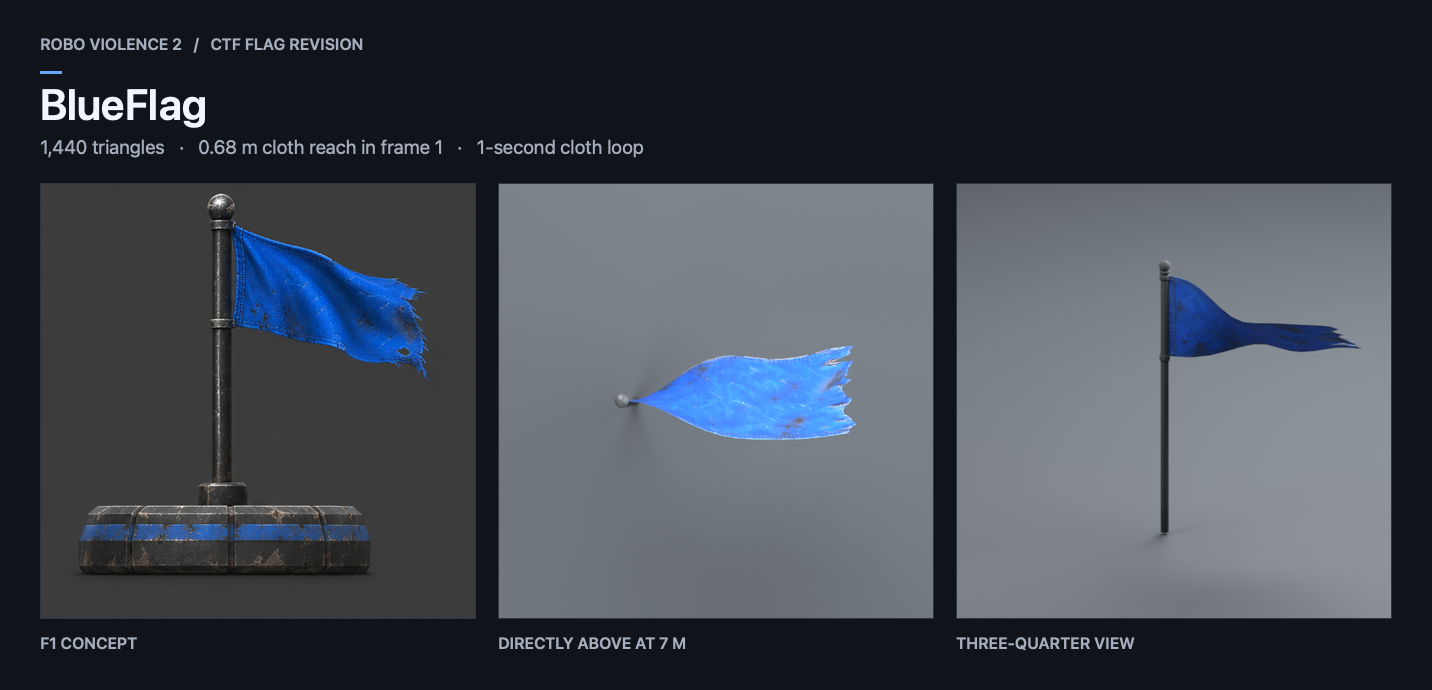 ROBO VIOLENCE 2 / CTF FLAG REVISION
BlueFlag
1,440 triangles · 0.68 m cloth reach in frame 1 · 1-second cloth loop
F1 CONCEPT
DIRECTLY ABOVE AT 7 M
THREE-QUARTER VIEW